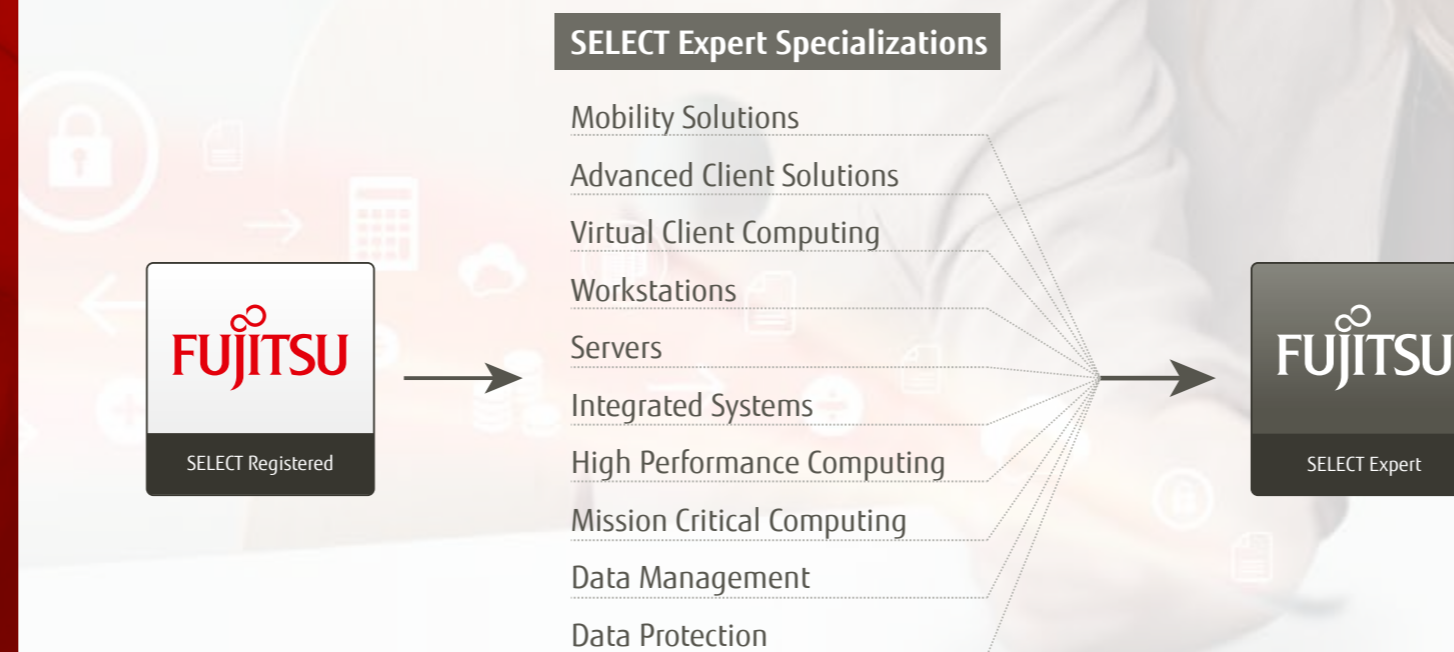 SELECT Expert Specializations
Mobility Solutions
Advanced Client Solutions
Virtual Client Computing
Workstations
Servers
Integrated Systems
High Performance Computing
Mission Critical Computing
Data Management
Data Protection
FUJITSU
SELECT Registered
FUJITSU
SELECT Expert